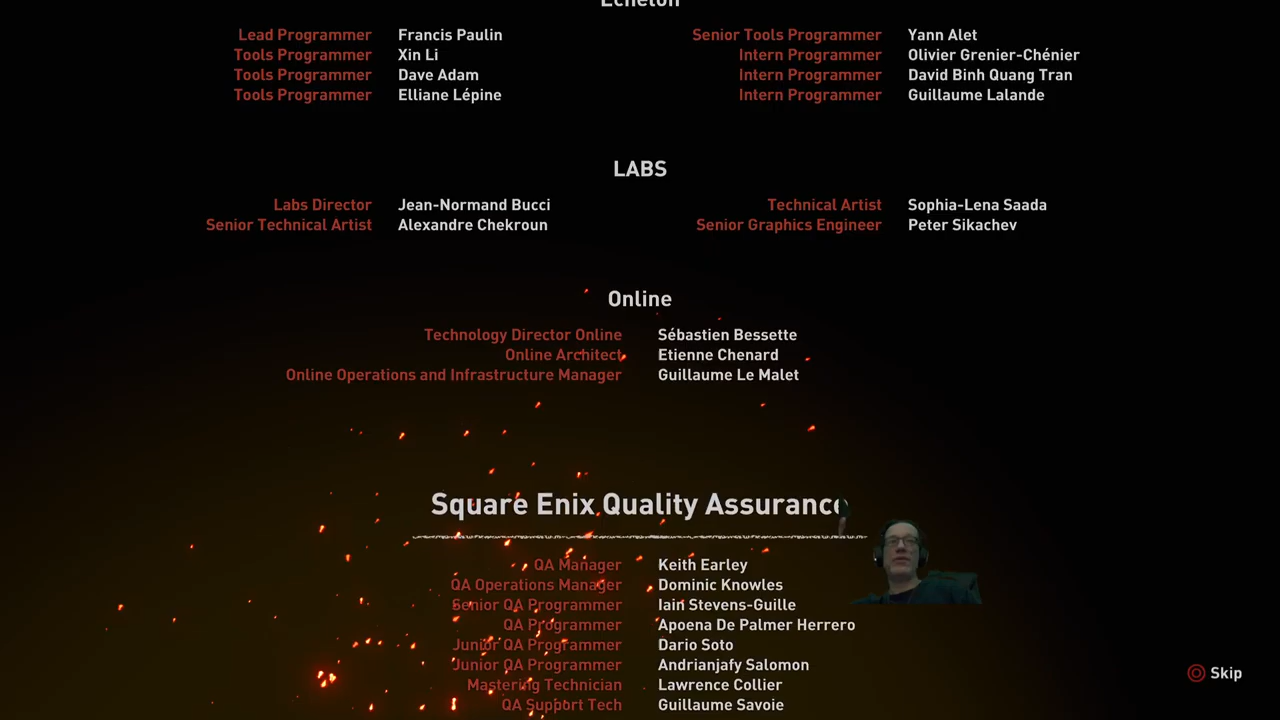 Echelon
Lead Programmer Francis Paulin Senior Tools Programmer Yann Alet
Tools Programmer Xin Li Intern Programmer Olivier Grenier-Chénier
Tools Programmer Dave Adam Intern Programmer David Binh Quang Tran
Tools Programmer Elliane Lépine Intern Programmer Guillaume Lalande
LABS
Labs Director Jean-Normand Bucci Technical Artist Sophia-Lena Saada
Senior Technical Artist Alexandre Chekroun Senior Graphics Engineer Peter Sikachev
Online
Technology Director Online Sébastien Bessette
Online Architect Etienne Chenard
Online Operations and Infrastructure Manager Guillaume Le Malet
Square Enix Quality Assurance
QA Manager Keith Earley
QA Operations Manager Dominic Knowles
Senior QA Programmer Iain Stevens-Guille
QA Programmer Apoena De Palmer Herrero
Junior QA Programmer Dario Soto
Junior QA Programmer Andrianjafy Salomon
Mastering Technician Lawrence Collier
QA Support Tech Guillaume Savoie
Skip